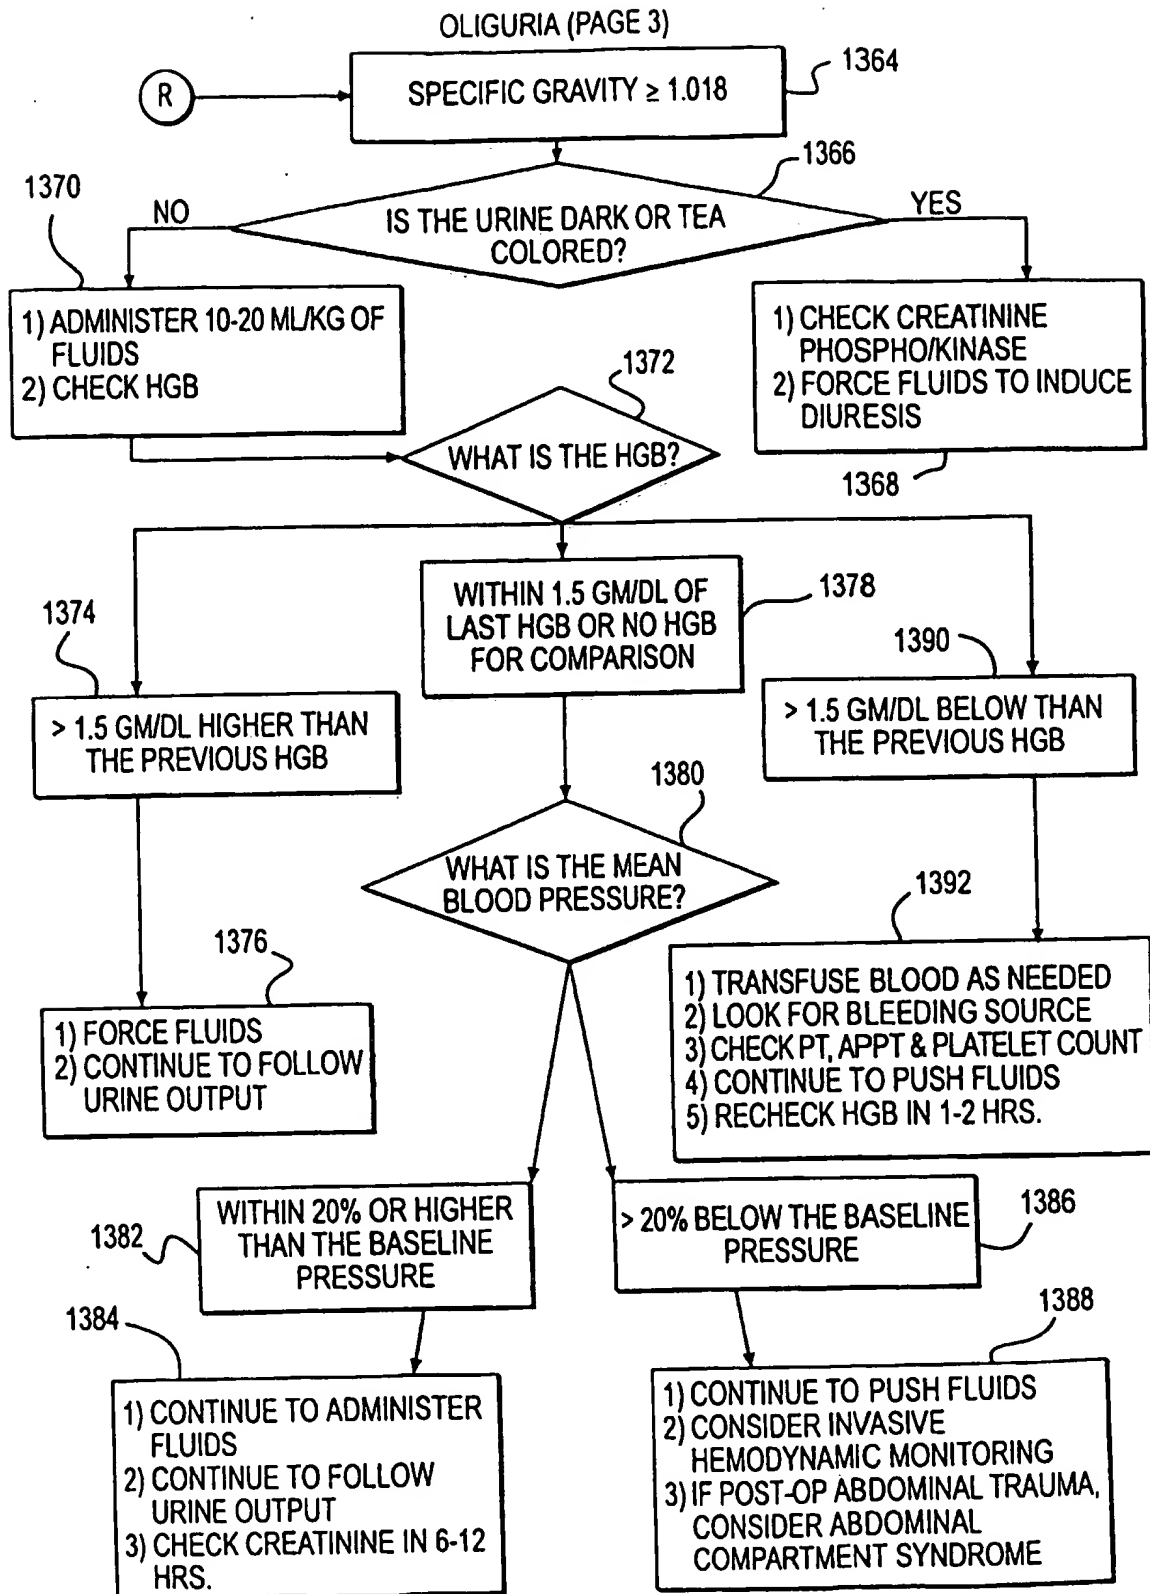 OLIGURIA (PAGE 3)
R
SPECIFIC GRAVITY ≥ 1.018
1364
1366
IS THE URINE DARK OR TEA
COLORED?
NO
YES
1370
1) ADMINISTER 10-20 ML/KG OF
FLUIDS
2) CHECK HGB
1) CHECK CREATININE
PHOSPHO/KINASE
2) FORCE FLUIDS TO INDUCE
DIURESIS
1368
1372
WHAT IS THE HGB?
1374
> 1.5 GM/DL HIGHER THAN
THE PREVIOUS HGB
WITHIN 1.5 GM/DL OF
LAST HGB OR NO HGB
FOR COMPARISON
1378
1390
> 1.5 GM/DL BELOW THAN
THE PREVIOUS HGB
1380
WHAT IS THE MEAN
BLOOD PRESSURE?
1376
1) FORCE FLUIDS
2) CONTINUE TO FOLLOW
URINE OUTPUT
1392
1) TRANSFUSE BLOOD AS NEEDED
2) LOOK FOR BLEEDING SOURCE
3) CHECK PT, APPT & PLATELET COUNT
4) CONTINUE TO PUSH FLUIDS
5) RECHECK HGB IN 1-2 HRS.
1382
WITHIN 20% OR HIGHER
THAN THE BASELINE
PRESSURE
> 20% BELOW THE BASELINE
PRESSURE
1386
1384
1) CONTINUE TO ADMINISTER
FLUIDS
2) CONTINUE TO FOLLOW
URINE OUTPUT
3) CHECK CREATININE IN 6-12
HRS.
1388
1) CONTINUE TO PUSH FLUIDS
2) CONSIDER INVASIVE
HEMODYNAMIC MONITORING
3) IF POST-OP ABDOMINAL TRAUMA,
CONSIDER ABDOMINAL
COMPARTMENT SYNDROME